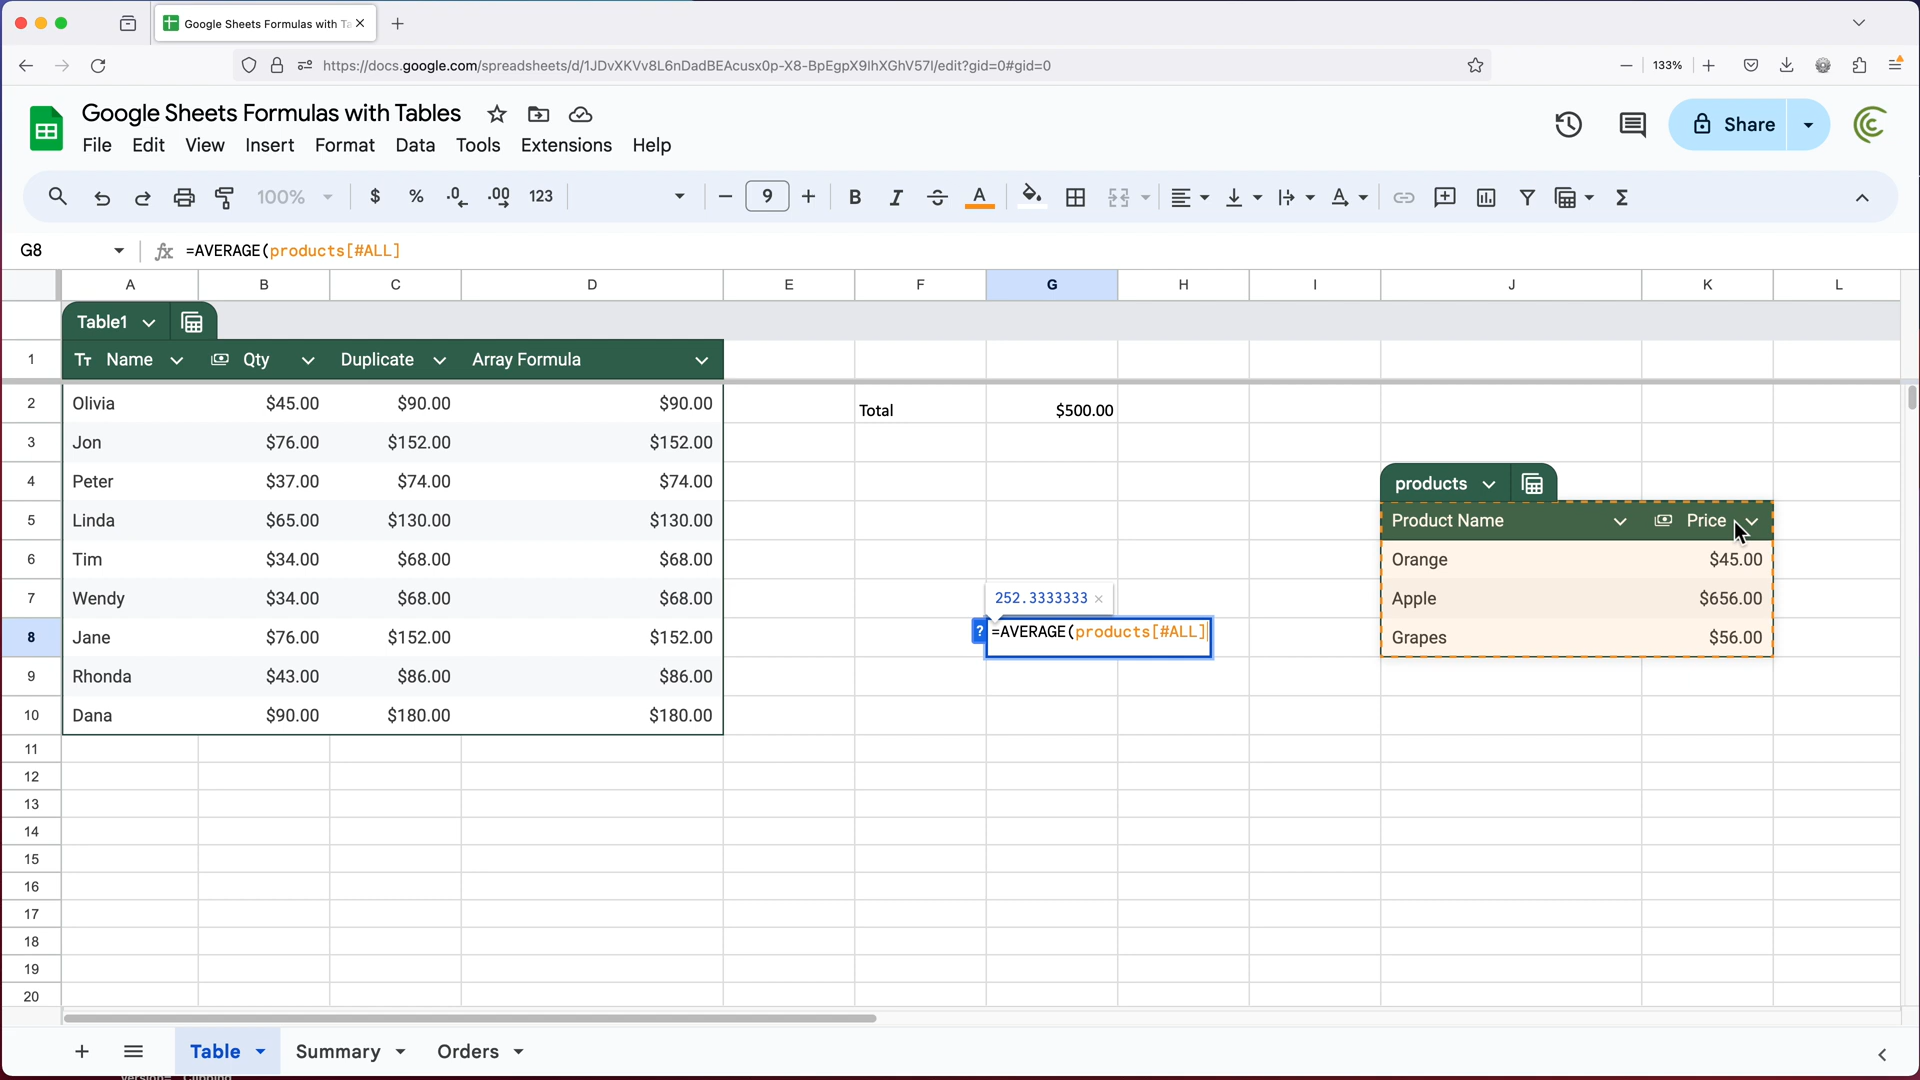 Google Sheets Formulas with Ta
https://docs.google.com/spreadsheets/d/1JDvXKVv8L6nDadBEAcusx0p-X8-BpEgpX9IhXGhV57I/edit?gid=0#gid=0
133%
Google Sheets Formulas with Tables
File Edit View Insert Format Data Tools Extensions Help
Share
100% $ % .0 .00 123 9 B I A Σ
G8 fx =AVERAGE(products[#ALL]
A B C D E F G H I J K L
Table1
1 Tт Name Qty Duplicate Array Formula
2 Olivia $45.00 $90.00 $90.00 Total $500.00
3 Jon $76.00 $152.00 $152.00
4 Peter $37.00 $74.00 $74.00 products
5 Linda $65.00 $130.00 $130.00 Product Name Price
6 Tim $34.00 $68.00 $68.00 Orange $45.00
7 Wendy $34.00 $68.00 $68.00 252.3333333 × Apple $656.00
8 Jane $76.00 $152.00 $152.00 ? =AVERAGE(products[#ALL] Grapes $56.00
9 Rhonda $43.00 $86.00 $86.00
10 Dana $90.00 $180.00 $180.00
11
12
13
14
15
16
17
18
19
20
Table Summary Orders